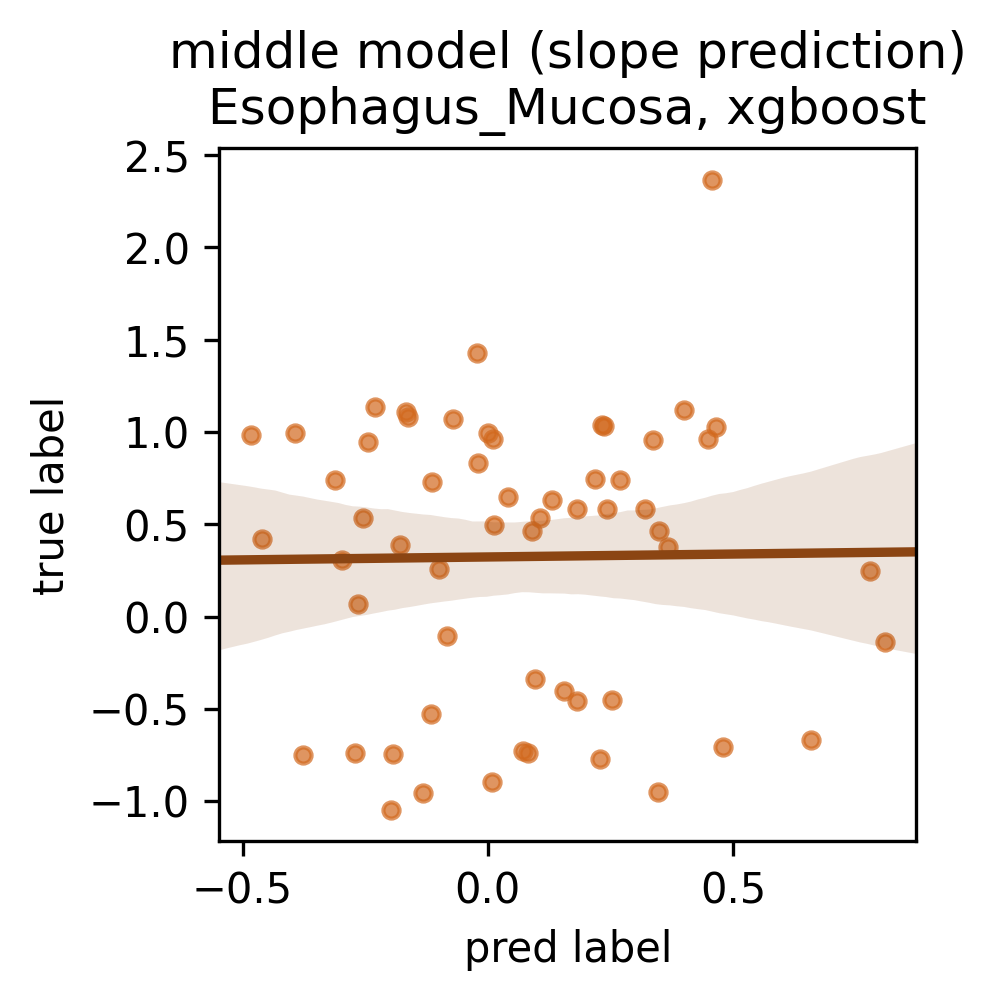 middle model (slope prediction)
Esophagus_Mucosa, xgboost
2.5
2.0
1.5
1.0
0.5
0.0
−0.5
−1.0
true label
−0.5 0.0 0.5
pred label